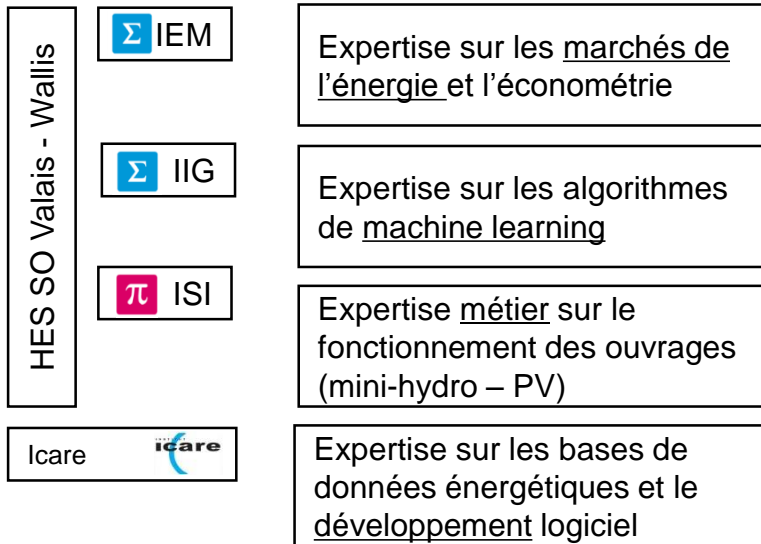 HES SO Valais - Wallis
Σ IEM
Expertise sur les marchés de
l'énergie et l'économétrie
Σ IIG
Expertise sur les algorithmes
de machine learning
π ISI
Expertise métier sur le
fonctionnement des ouvrages
(mini-hydro – PV)
Icare
icare
Expertise sur les bases de
données énergétiques et le
développement logiciel